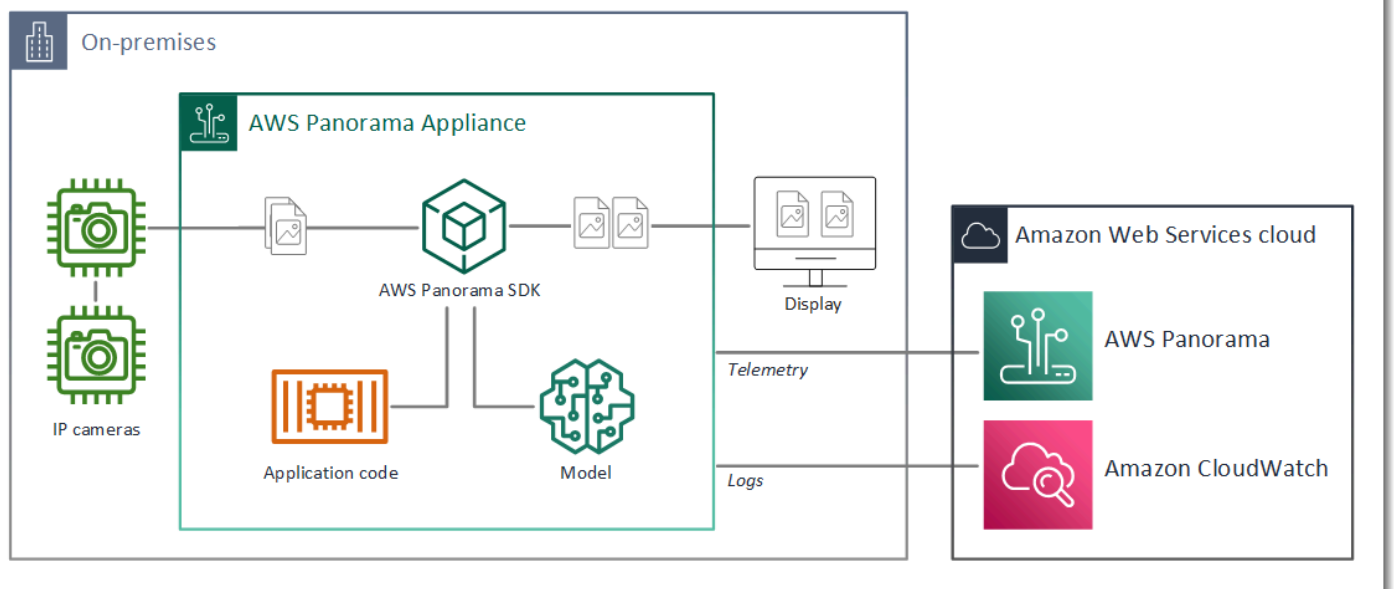 On-premises
AWS Panorama Appliance
AWS Panorama SDK
Display
IP cameras
Application code
Model
Telemetry
Logs
Amazon Web Services cloud
AWS Panorama
Amazon CloudWatch